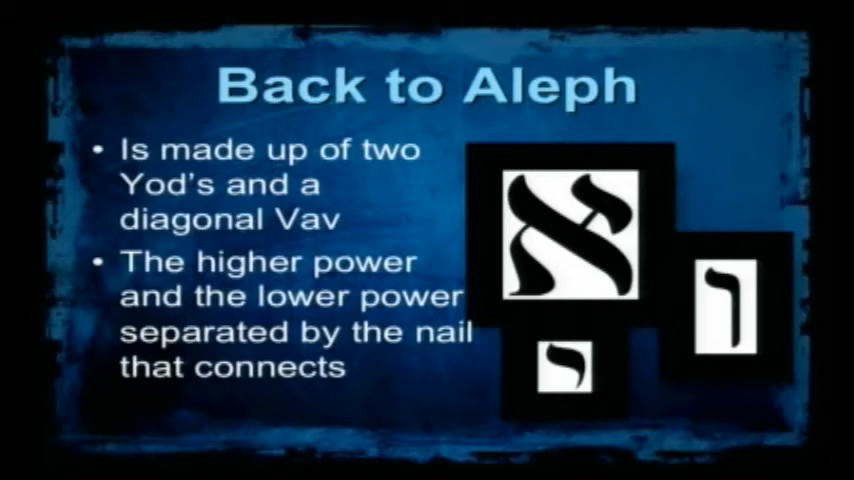 Back to Aleph
• Is made up of two
Yod's and a
diagonal Vav
• The higher power
and the lower power
separated by the nail
that connects
א
ו
י